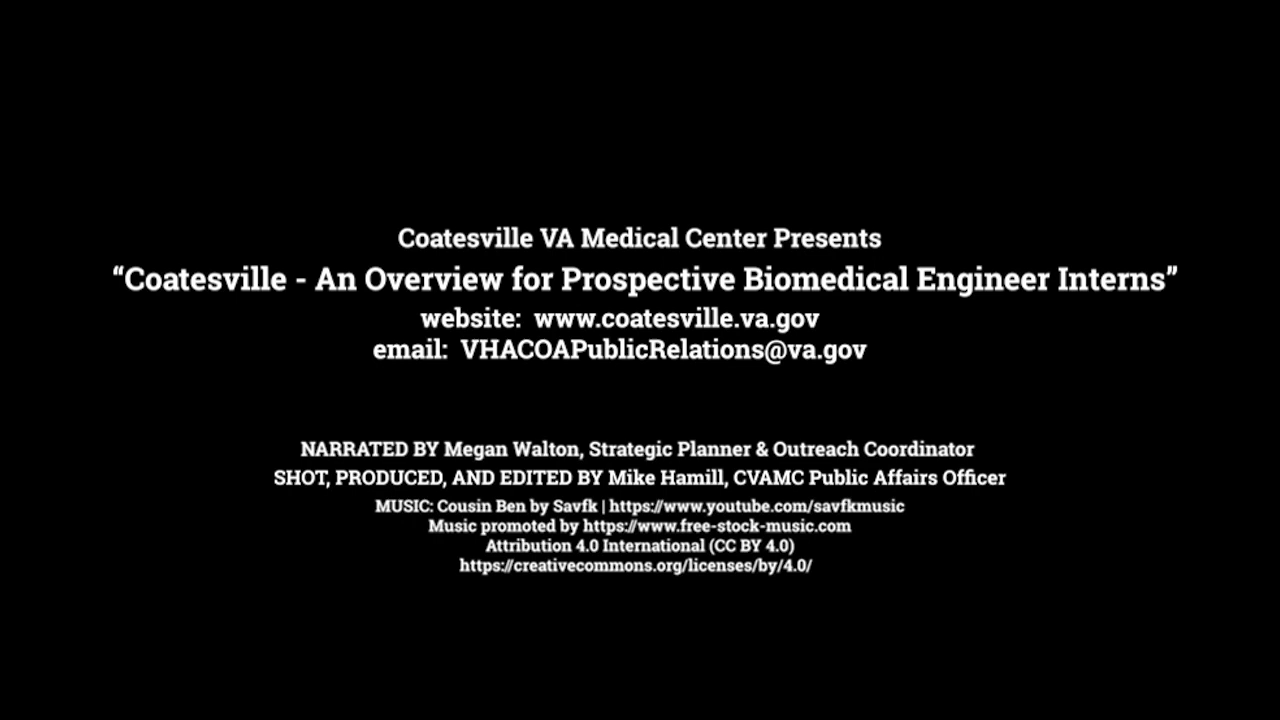 Coatesville VA Medical Center Presents
“Coatesville - An Overview for Prospective Biomedical Engineer Interns”
website:  www.coatesville.va.gov
email:  VHACOAPublicRelations@va.gov
NARRATED BY Megan Walton, Strategic Planner & Outreach Coordinator
SHOT, PRODUCED, AND EDITED BY Mike Hamill, CVAMC Public Affairs Officer
MUSIC: Cousin Ben by Savfk | https://www.youtube.com/savfkmusic
Music promoted by https://www.free-stock-music.com
Attribution 4.0 International (CC BY 4.0)
https://creativecommons.org/licenses/by/4.0/